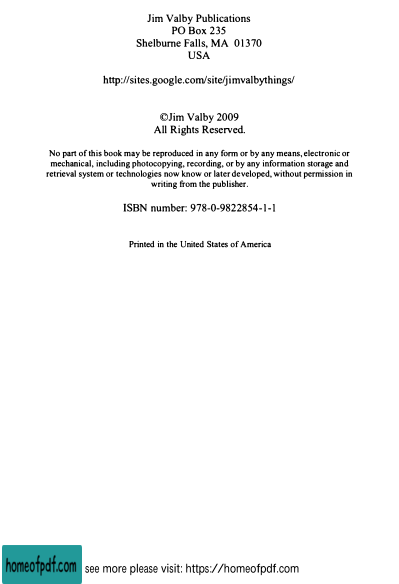 Jim Valby Publications
PO Box 235
Shelburne Falls, MA 01370
USA
http://sites.google.com/site/jimvalbythings/
©Jim Valby 2009
All Rights Reserved.
No part of this book may be reproduced in any form or by any means, electronic or
mechanical, including photocopying, recording, or by any information storage and
retrieval system or technologies now know or later developed, without permission in
writing from the publisher.
ISBN number: 978-0-9822854-1-1
Printed in the United States of America
homeofpdf.com see more please visit: https://homeofpdf.com